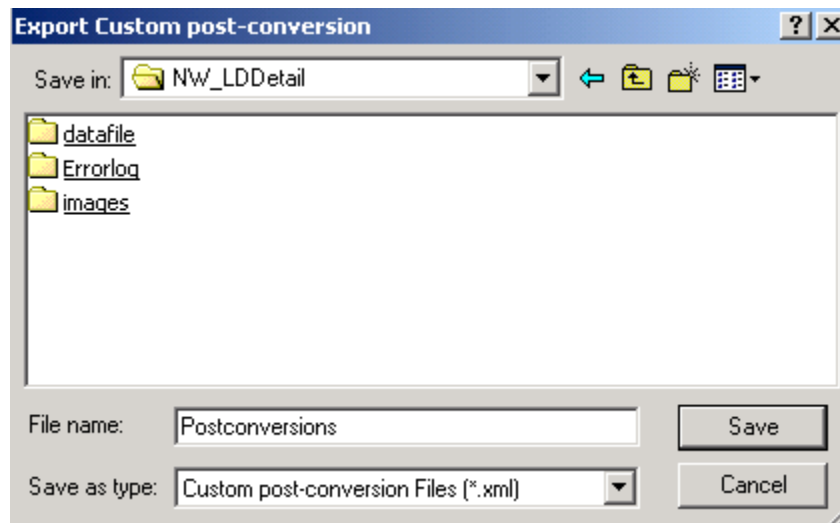 Export Custom post-conversion
Save in: NW_LDDetail
datafile
Errorlog
images
File name: Postconversions Save
Save as type: Custom post-conversion Files (*.xml) Cancel